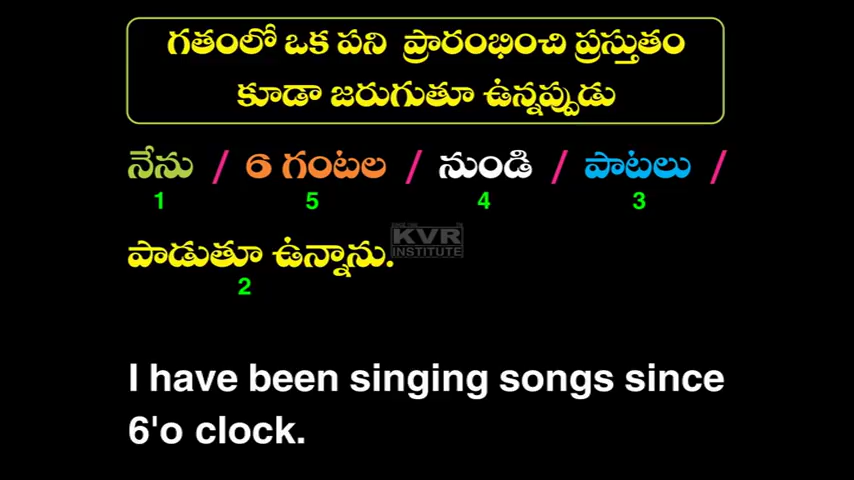 గతంలో ఒక పని ప్రారంభించి ప్రస్తుతం
కూడా జరుగుతూ ఉన్నప్పుడు
నేను / 6 గంటల / నుండి / పాటలు /
1 5 4 3
పాడుతూ ఉన్నాను.
2
KVR
INSTITUTE
I have been singing songs since
6'o clock.